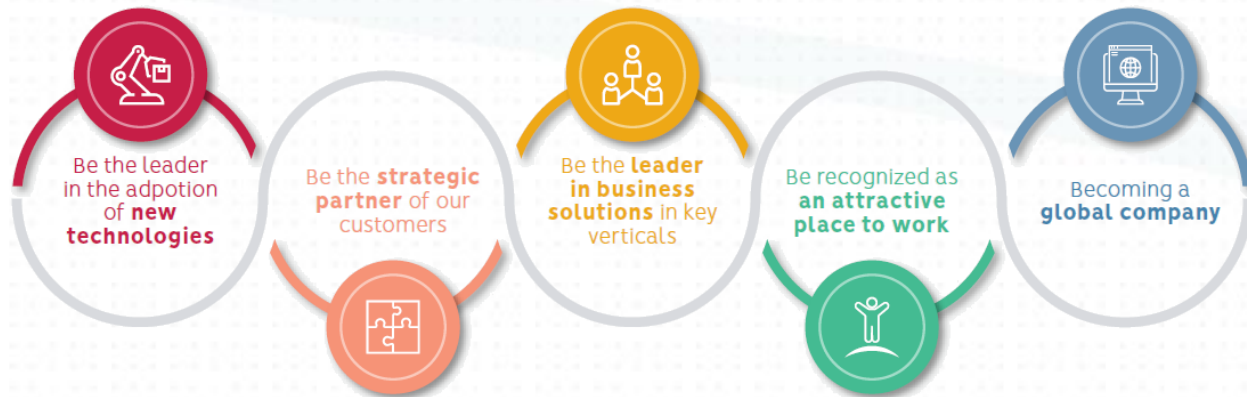 Be the leader
in the adpotion
of new
technologies
Be the strategic
partner of our
customers
Be the leader
in business
solutions in key
verticals
Be recognized as
an attractive
place to work
Becoming a
global company